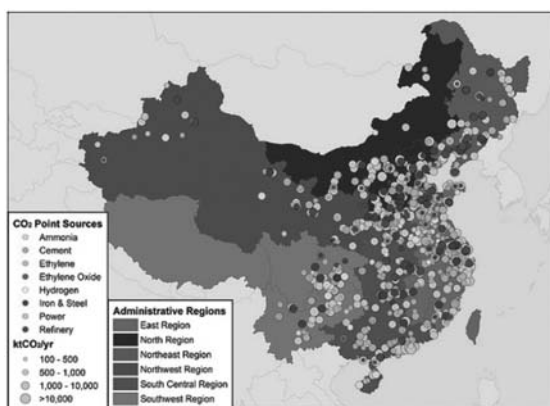 CO₂ Point Sources
Ammonia
Cement
Ethylene
Ethylene Oxide
Hydrogen
Iron & Steel
Power
Refinery
ktCO₂/yr
100 - 500
500 - 1,000
1,000 - 10,000
>10,000
Administrative Regions
East Region
North Region
Northeast Region
Northwest Region
South Central Region
Southwest Region